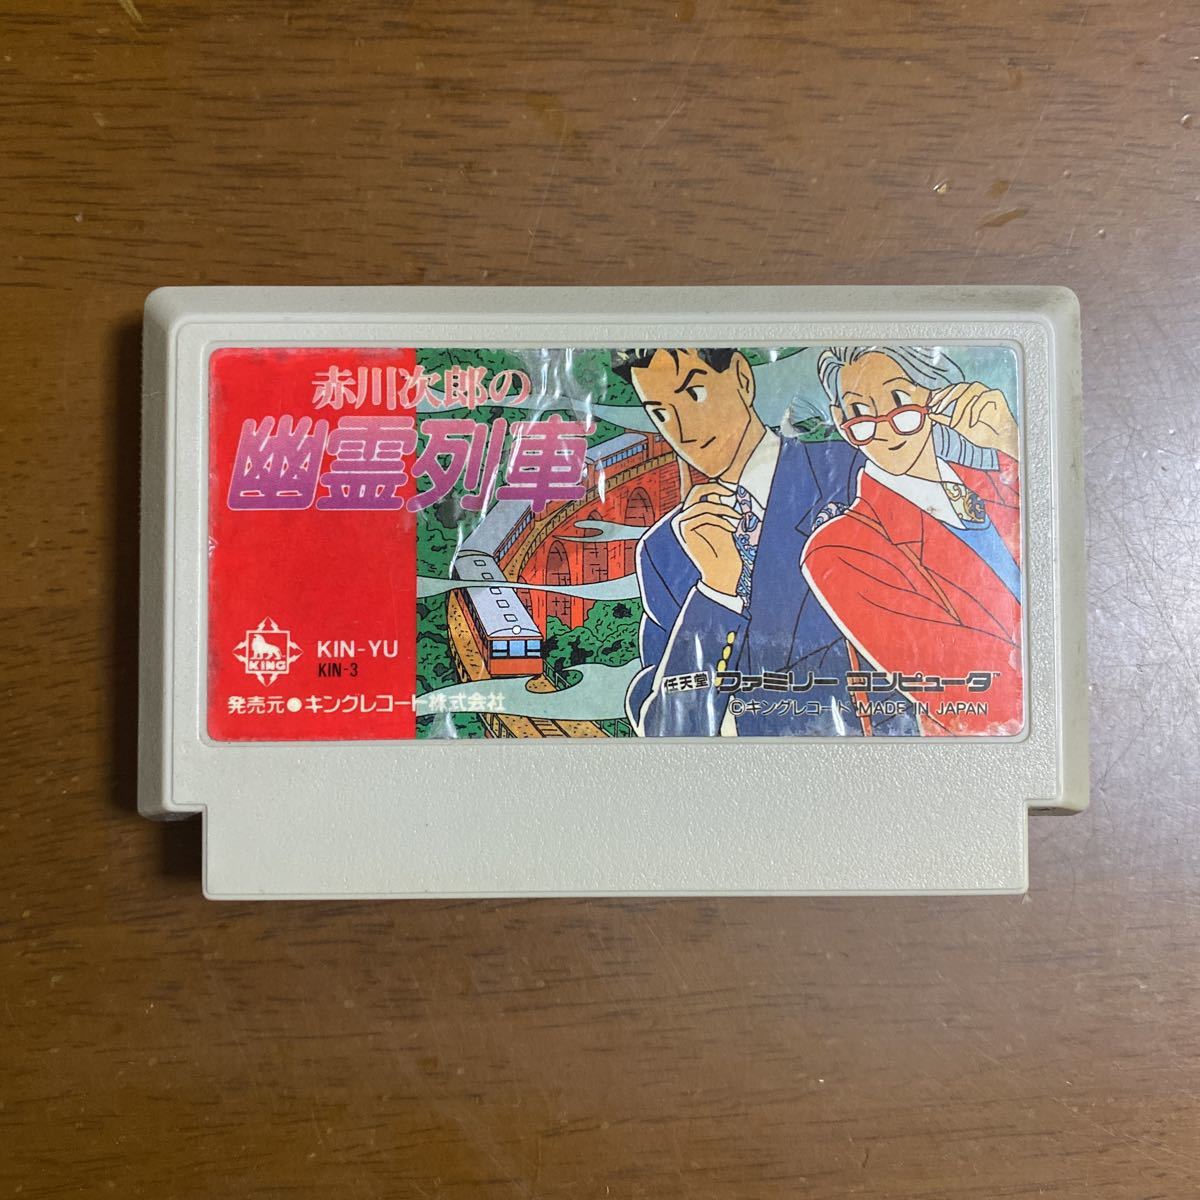 赤川次郎の
幽霊列車
KING
KIN-YU
KIN-3
発売元●キングレコード株式会社
任天堂 ファミリー コンピュータ™
©キングレコード MADE IN JAPAN